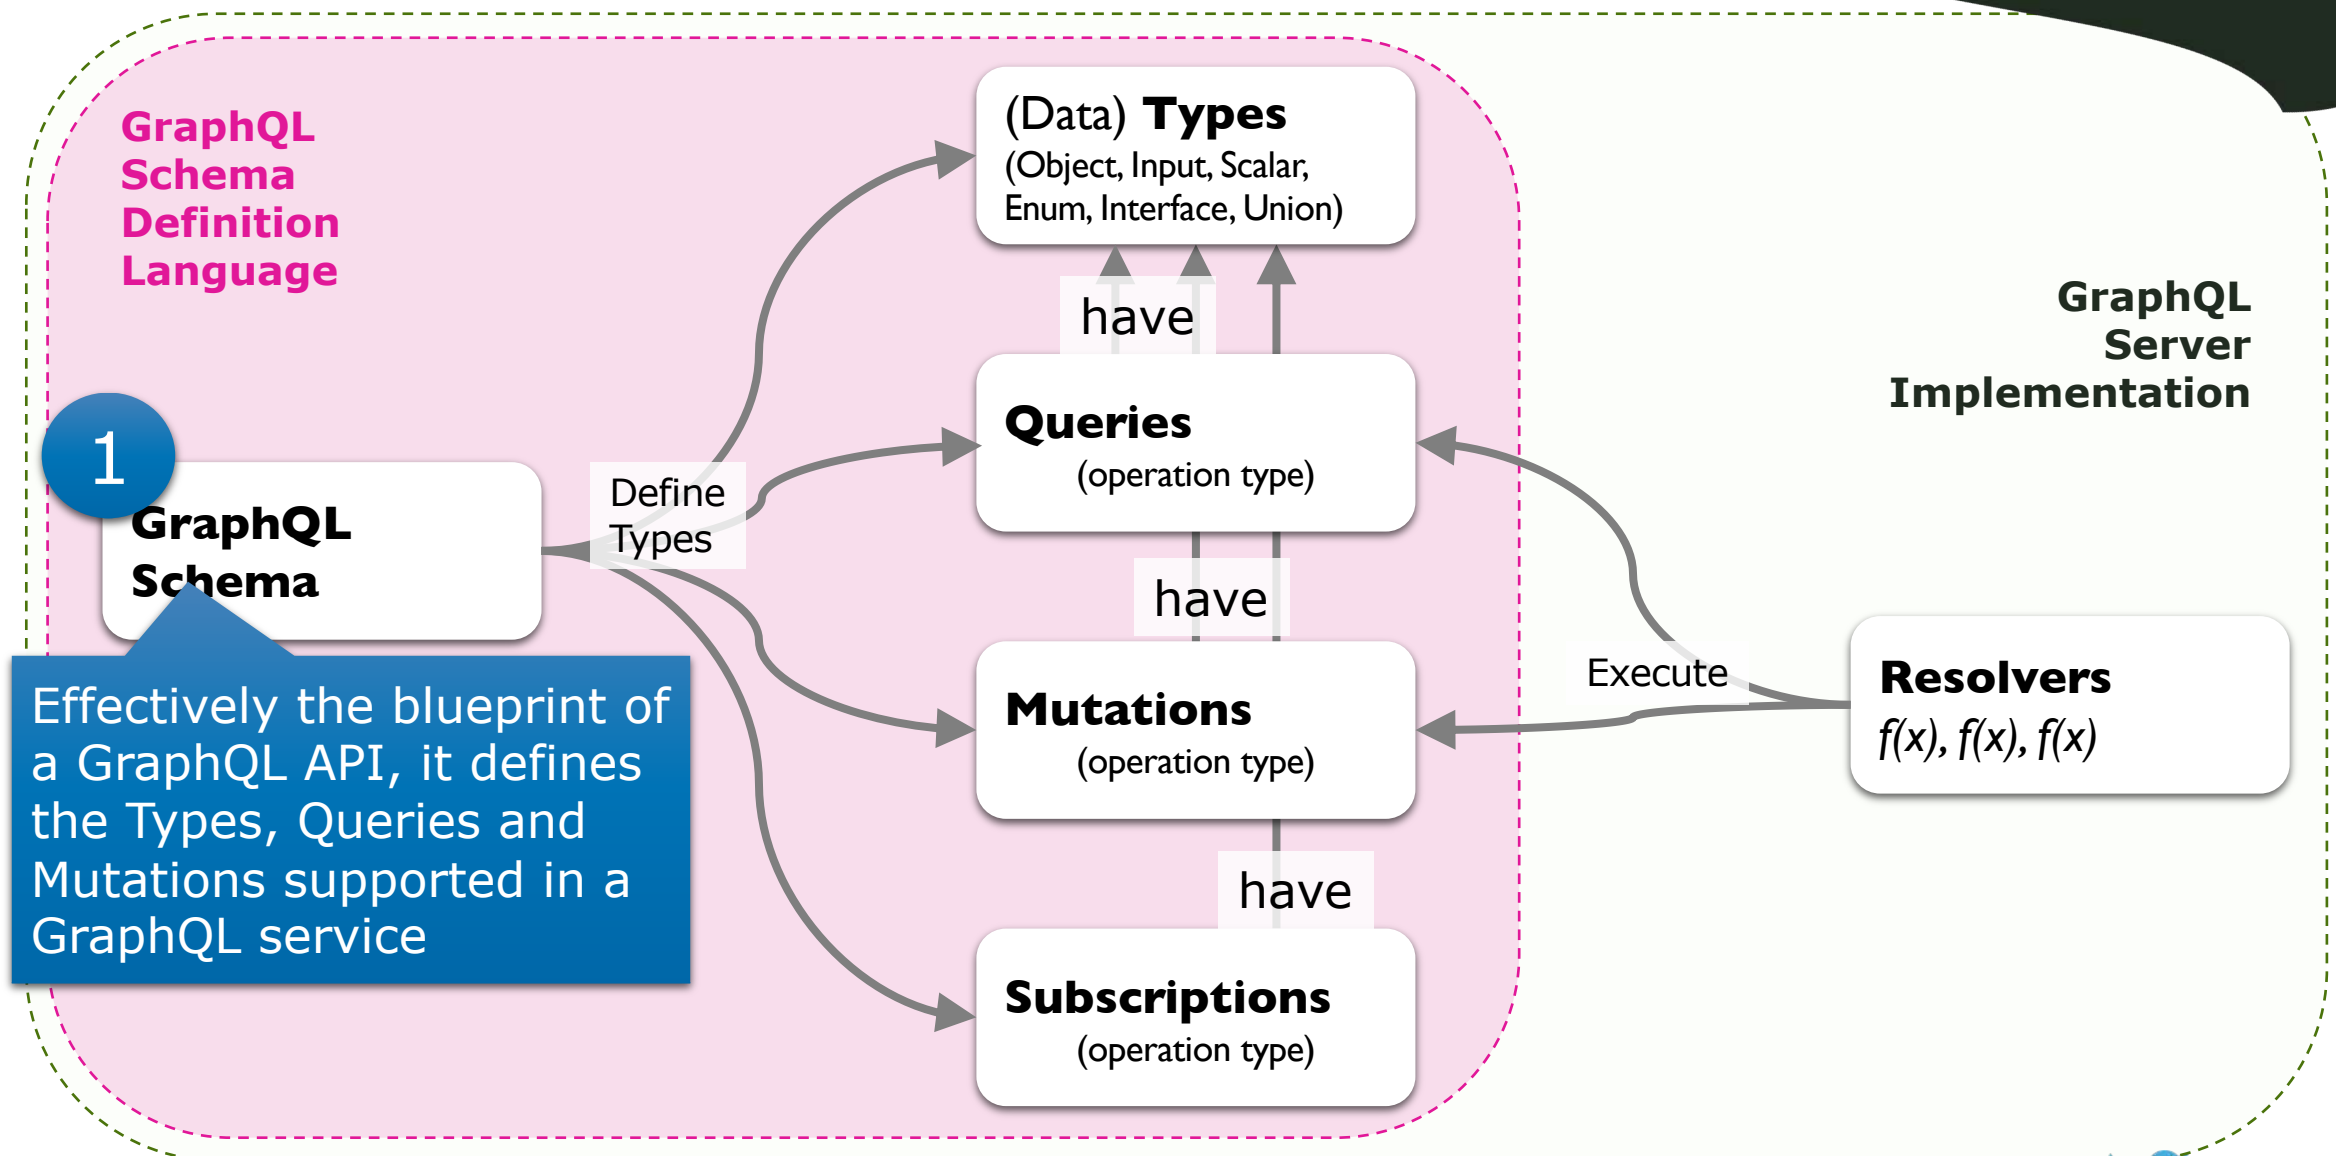 GraphQL
Schema
Definition
Language
(Data) Types
(Object, Input, Scalar,
Enum, Interface, Union)
have
GraphQL
Server
Implementation
Queries
(operation type)
1
GraphQL
Schema
Define
Types
have
Mutations
(operation type)
Execute
Resolvers
f(x), f(x), f(x)
Effectively the blueprint of
a GraphQL API, it defines
the Types, Queries and
Mutations supported in a
GraphQL service
have
Subscriptions
(operation type)